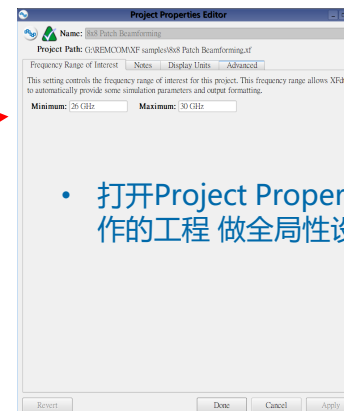 Project Properties Editor
Name: 8x8 Patch Beamforming
Project Path: G:\REMCOM\XF samples\8x8 Patch Beamforming.xf
Frequency Range of Interest Notes Display Units Advanced
This setting controls the frequency range of interest for this project. This frequency range allows XFd
to automatically provide some simulation parameters and output formatting.
Minimum: 26 GHz Maximum: 30 GHz
• 打开Project Proper
作的工程 做全局性设
Revert Done Cancel Apply